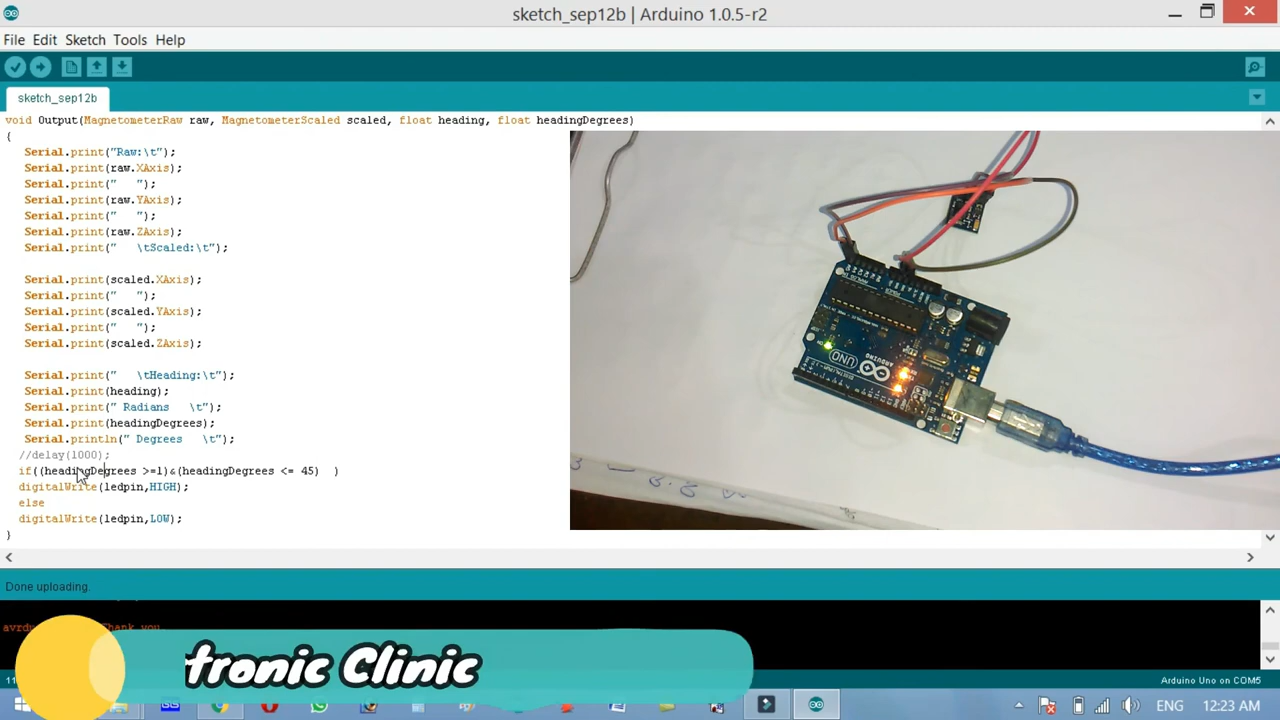 sketch_sep12b | Arduino 1.0.5-r2
File Edit Sketch Tools Help
sketch_sep12b
void Output(MagnetometerRaw raw, MagnetometerScaled scaled, float heading, float headingDegrees)
{
Serial.print("Raw:\t");
Serial.print(raw.XAxis);
Serial.print("   ");
Serial.print(raw.YAxis);
Serial.print("   ");
Serial.print(raw.ZAxis);
Serial.print("   \tScaled:\t");
Serial.print(scaled.XAxis);
Serial.print("   ");
Serial.print(scaled.YAxis);
Serial.print("   ");
Serial.print(scaled.ZAxis);
Serial.print("   \tHeading:\t");
Serial.print(heading);
Serial.print(" Radians   \t");
Serial.print(headingDegrees);
Serial.println(" Degrees   \t");
//delay(1000);
if((headingDegrees >=1)&(headingDegrees <= 45)  )
digitalWrite(ledpin,HIGH);
else
digitalWrite(ledpin,LOW);
}
UNO
ARDUINO
Done uploading.
Thank you.
tronic Clinic
Arduino Uno on COM5
ENG 12:23 AM